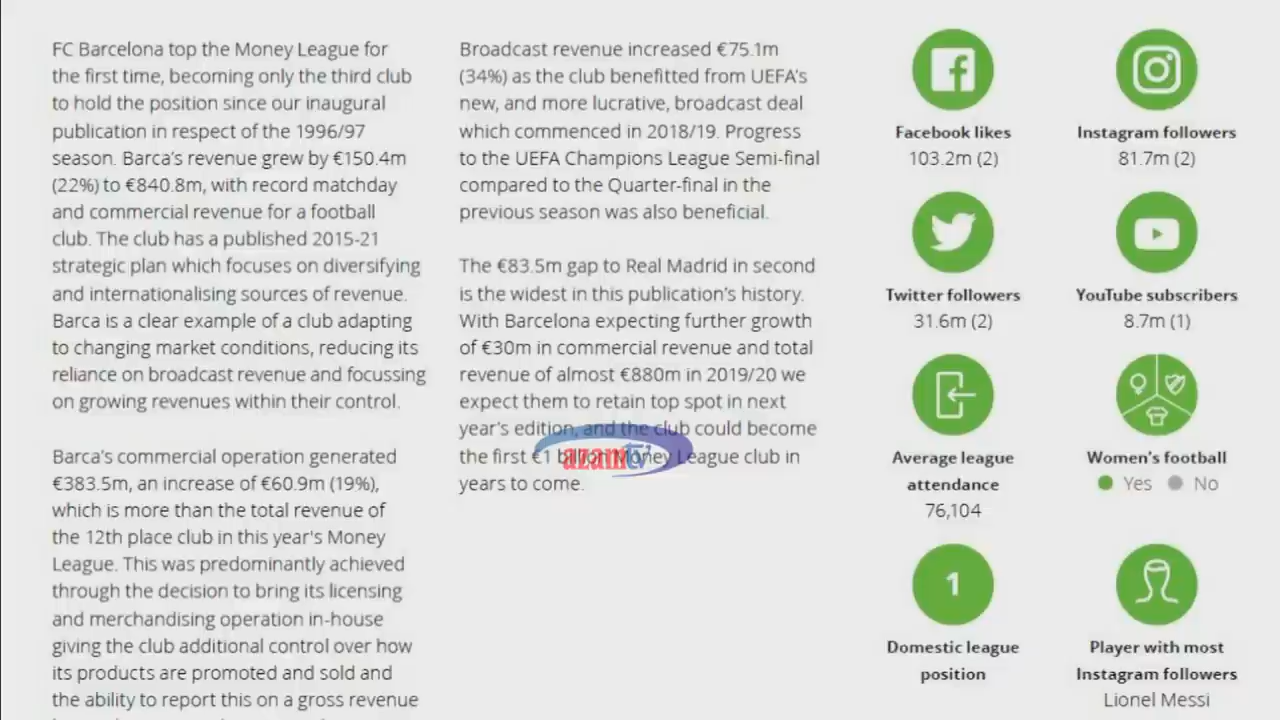 FC Barcelona top the Money League for
the first time, becoming only the third club
to hold the position since our inaugural
publication in respect of the 1996/97
season. Barca's revenue grew by €150.4m
(22%) to €840.8m, with record matchday
and commercial revenue for a football
club. The club has a published 2015-21
strategic plan which focuses on diversifying
and internationalising sources of revenue.
Barca is a clear example of a club adapting
to changing market conditions, reducing its
reliance on broadcast revenue and focussing
on growing revenues within their control.
Barca's commercial operation generated
€383.5m, an increase of €60.9m (19%),
which is more than the total revenue of
the 12th place club in this year's Money
League. This was predominantly achieved
through the decision to bring its licensing
and merchandising operation in-house
giving the club additional control over how
its products are promoted and sold and
the ability to report this on a gross revenue
Broadcast revenue increased €75.1m
(34%) as the club benefitted from UEFA's
new, and more lucrative, broadcast deal
which commenced in 2018/19. Progress
to the UEFA Champions League Semi-final
compared to the Quarter-final in the
previous season was also beneficial.
The €83.5m gap to Real Madrid in second
is the widest in this publication's history.
With Barcelona expecting further growth
of €30m in commercial revenue and total
revenue of almost €880m in 2019/20 we
expect them to retain top spot in next
year's edition, and the club could become
the first €1 billion Money League club in
years to come.
azam tv
Facebook likes
103.2m (2)
Instagram followers
81.7m (2)
Twitter followers
31.6m (2)
YouTube subscribers
8.7m (1)
Average league
attendance
76,104
Women's football
Yes No
1
Domestic league
position
Player with most
Instagram followers
Lionel Messi